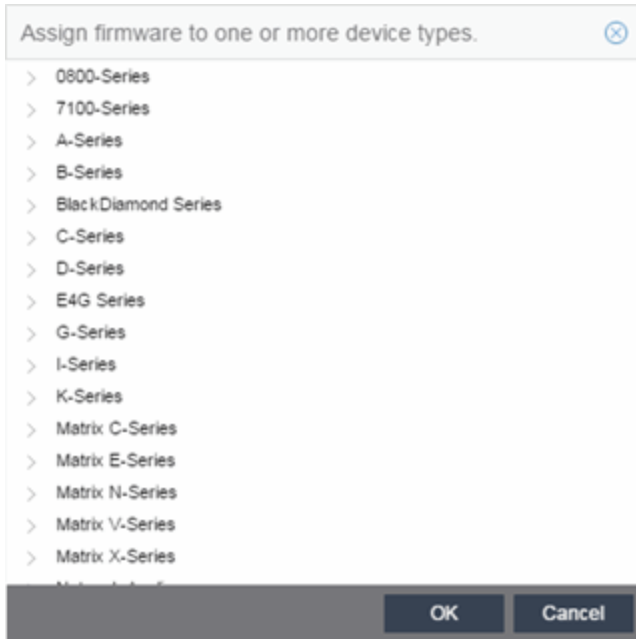 Assign firmware to one or more device types.
0800-Series
7100-Series
A-Series
B-Series
BlackDiamond Series
C-Series
D-Series
E4G Series
G-Series
I-Series
K-Series
Matrix C-Series
Matrix E-Series
Matrix N-Series
Matrix V-Series
Matrix X-Series
OK Cancel